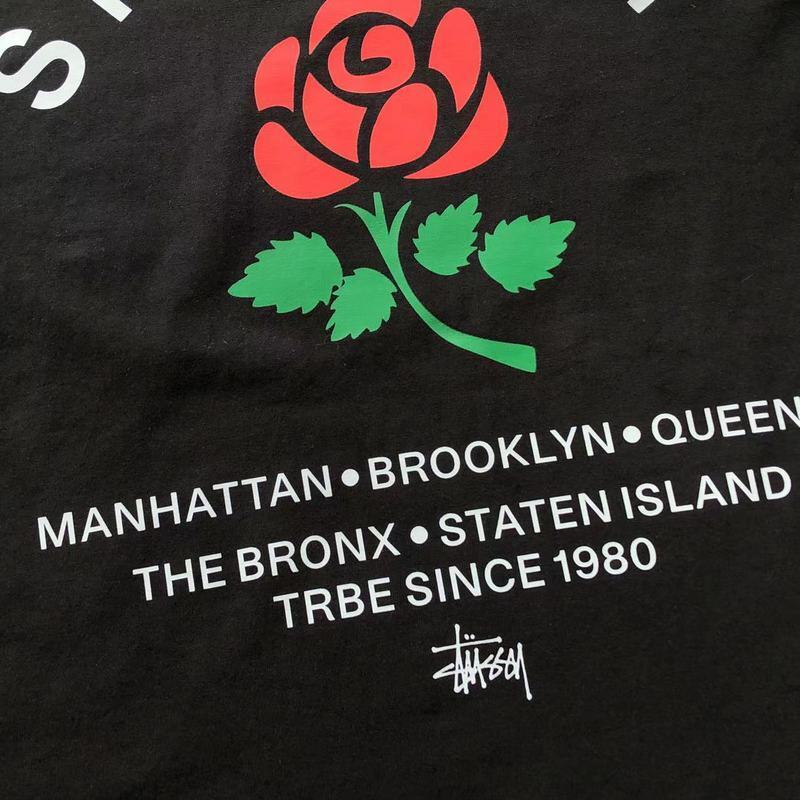 S
MANHATTAN•BROOKLYN•QUEEN
THE BRONX•STATEN ISLAND
TRBE SINCE 1980
Stüssy